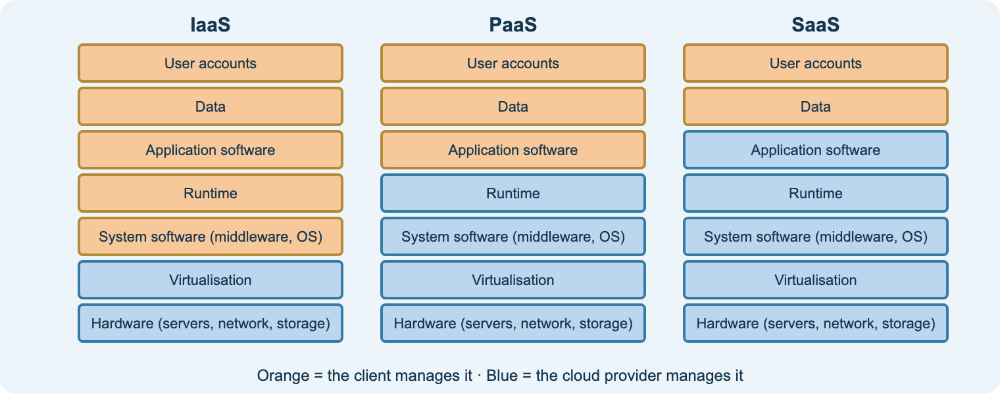 IaaS
User accounts
Data
Application software
Runtime
System software (middleware, OS)
Virtualisation
Hardware (servers, network, storage)
PaaS
User accounts
Data
Application software
Runtime
System software (middleware, OS)
Virtualisation
Hardware (servers, network, storage)
SaaS
User accounts
Data
Application software
Runtime
System software (middleware, OS)
Virtualisation
Hardware (servers, network, storage)
Orange = the client manages it · Blue = the cloud provider manages it